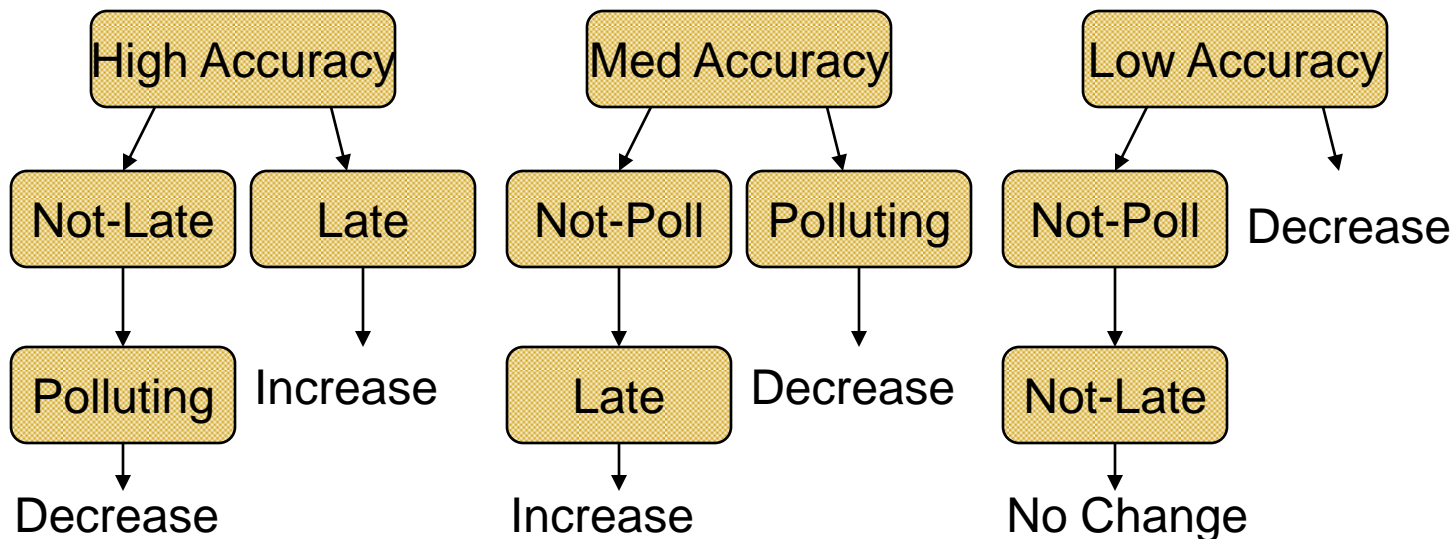 High Accuracy
Med Accuracy
Low Accuracy
Not-Late
Late
Not-Poll
Polluting
Not-Poll
Decrease
Polluting
Increase
Late
Decrease
Not-Late
Decrease
Increase
No Change